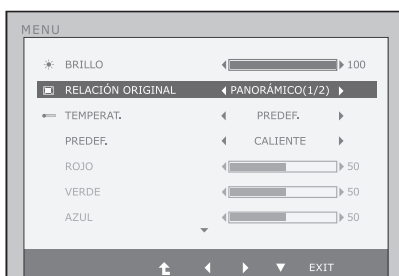 MENU
BRILLO 100
RELACIÓN ORIGINAL PANORÁMICO(1/2)
TEMPERAT. PREDEF.
PREDEF. CALIENTE
ROJO 50
VERDE 50
AZUL 50
EXIT